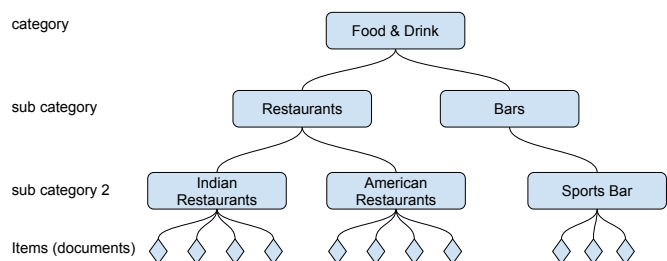 category
Food & Drink
sub category
Restaurants
Bars
sub category 2
Indian
Restaurants
American
Restaurants
Sports Bar
Items (documents)